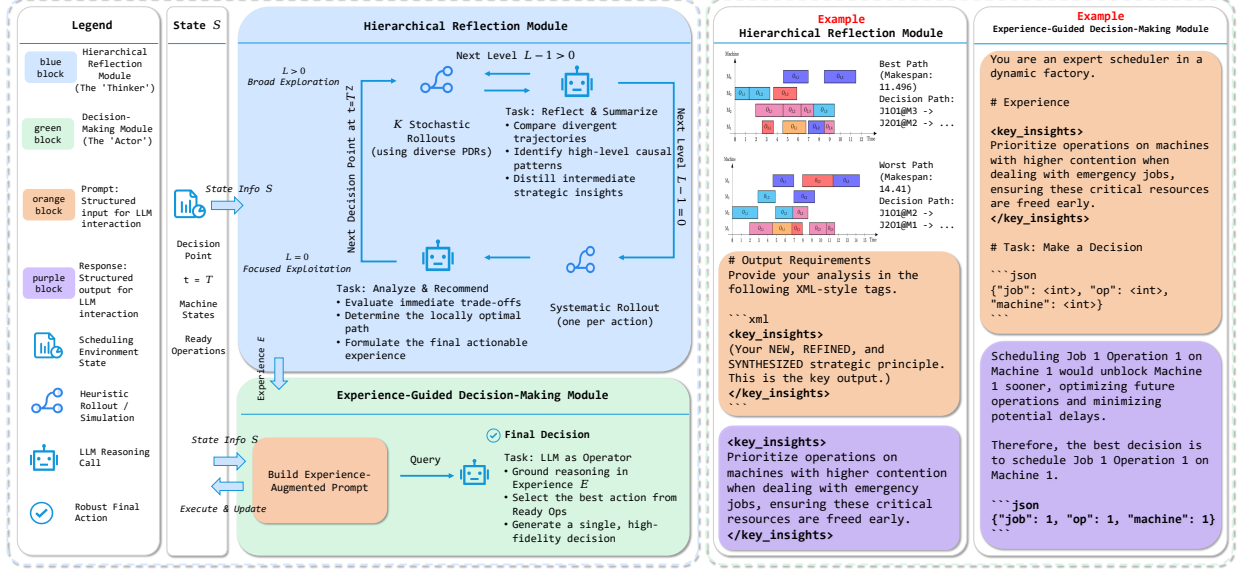 Legend
blue
block
Hierarchical
Reflection
Module
(The 'Thinker')
green
block
Decision-
Making Module
(The 'Actor')
orange
block
Prompt:
Structured
input for LLM
interaction
purple
block
Response:
Structured
output for
LLM
interaction
Scheduling
Environment
State
Heuristic
Rollout /
Simulation
LLM Reasoning
Call
Robust Final
Action
State S
Decision
Point
t = T
Machine
States
Ready
Operations
State Info S
State Info S
Execute & Update
Experience E
Hierarchical Reflection Module
Next Level L − 1 > 0
L > 0
Broad Exploration
K Stochastic
Rollouts
(using diverse PDRs)
Task: Reflect & Summarize
• Compare divergent
trajectories
• Identify high-level causal
patterns
• Distill intermediate
strategic insights
Next Level L − 1 = 0
Next Decision Point at t=T2
L = 0
Focused Exploitation
Task: Analyze & Recommend
• Evaluate immediate trade-offs
• Determine the locally optimal
path
• Formulate the final actionable
experience
Systematic Rollout
(one per action)
Experience-Guided Decision-Making Module
Build Experience-
Augmented Prompt
Query
Final Decision
Task: LLM as Operator
• Ground reasoning in
Experience E
• Select the best action from
Ready Ops
• Generate a single, high-
fidelity decision
Example
Hierarchical Reflection Module
Machine
Time
Best Path
(Makespan:
11.496)
Decision Path:
J1O1@M3 ->
J2O1@M2 -> ...
Machine
Time
Worst Path
(Makespan:
14.41)
Decision Path:
J1O1@M2 ->
J2O1@M1 -> ...
# Output Requirements
Provide your analysis in the
following XML-style tags.
```xml
<key_insights>
(Your NEW, REFINED, and
SYNTHESIZED strategic principle.
This is the key output.)
</key_insights>
```
<key_insights>
Prioritize operations on
machines with higher contention
when dealing with emergency
jobs, ensuring these critical
resources are freed early.
</key_insights>
Example
Experience-Guided Decision-Making Module
You are an expert scheduler in a
dynamic factory.
# Experience
<key_insights>
Prioritize operations on machines
with higher contention when
dealing with emergency jobs,
ensuring these critical resources
are freed early.
</key_insights>
# Task: Make a Decision
```json
{"job": <int>, "op": <int>,
"machine": <int>}
```
Scheduling Job 1 Operation 1 on
Machine 1 would unblock Machine
1 sooner, optimizing future
operations and minimizing
potential delays.
Therefore, the best decision is
to schedule Job 1 Operation 1 on
Machine 1.
```json
{"job": 1, "op": 1, "machine": 1}
```